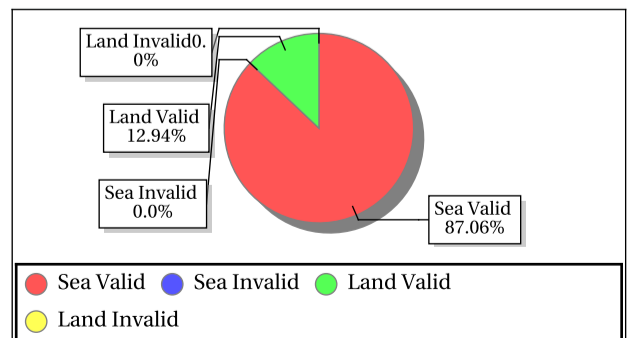 Land Invalid0.
0%
Land Valid
12.94%
Sea Invalid
0.0%
Sea Valid
87.06%
Sea Valid
Sea Invalid
Land Valid
Land Invalid